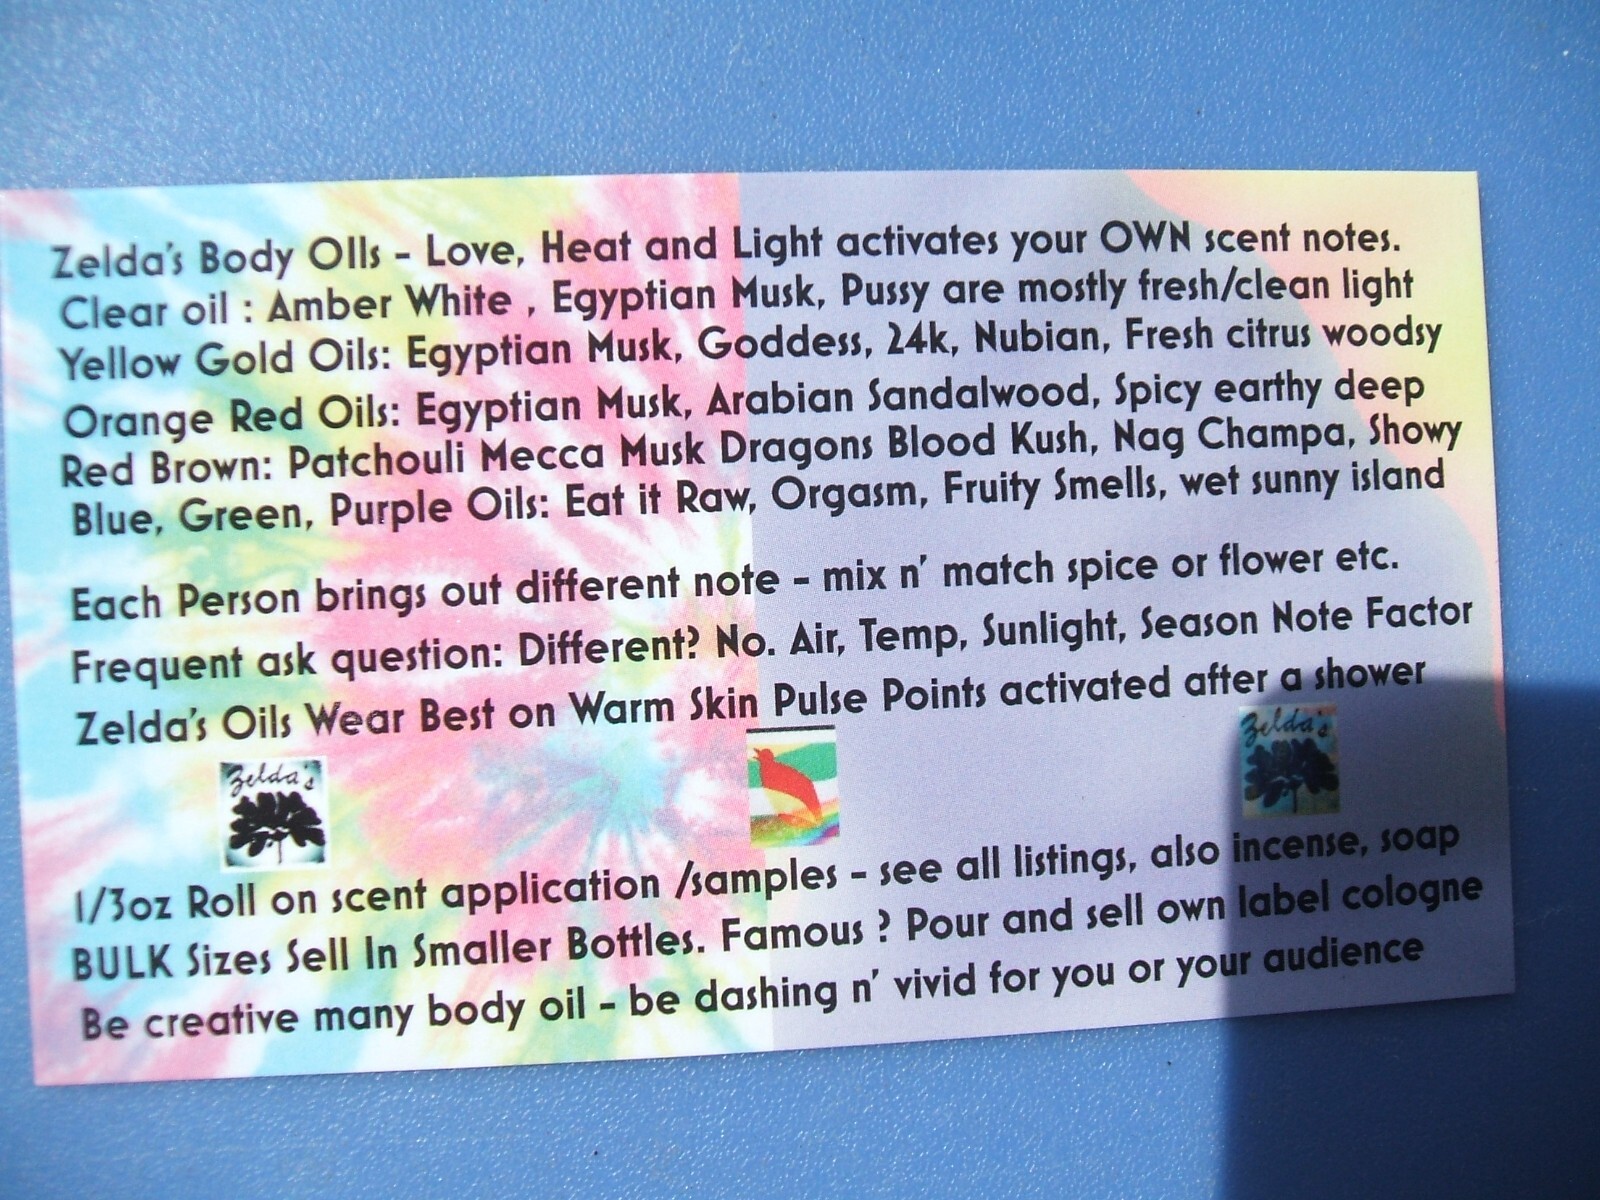 Zelda's Body OIls - Love, Heat and Light activates your OWN scent notes.
Clear oil : Amber White , Egyptian Musk, Pussy are mostly fresh/clean light
Yellow Gold Oils: Egyptian Musk, Goddess, 24k, Nubian, Fresh citrus woodsy
Orange Red Oils: Egyptian Musk, Arabian Sandalwood, Spicy earthy deep
Red Brown: Patchouli Mecca Musk Dragons Blood Kush, Nag Champa, Showy
Blue, Green, Purple Oils: Eat it Raw, Orgasm, Fruity Smells, wet sunny island
Each Person brings out different note - mix n' match spice or flower etc.
Frequent ask question: Different? No. Air, Temp, Sunlight, Season Note Factor
Zelda's Oils Wear Best on Warm Skin Pulse Points activated after a shower
Zelda's
Zelda's
1/3oz Roll on scent application /samples - see all listings, also incense, soap
BULK Sizes Sell In Smaller Bottles. Famous ? Pour and sell own label cologne
Be creative many body oil - be dashing n' vivid for you or your audience